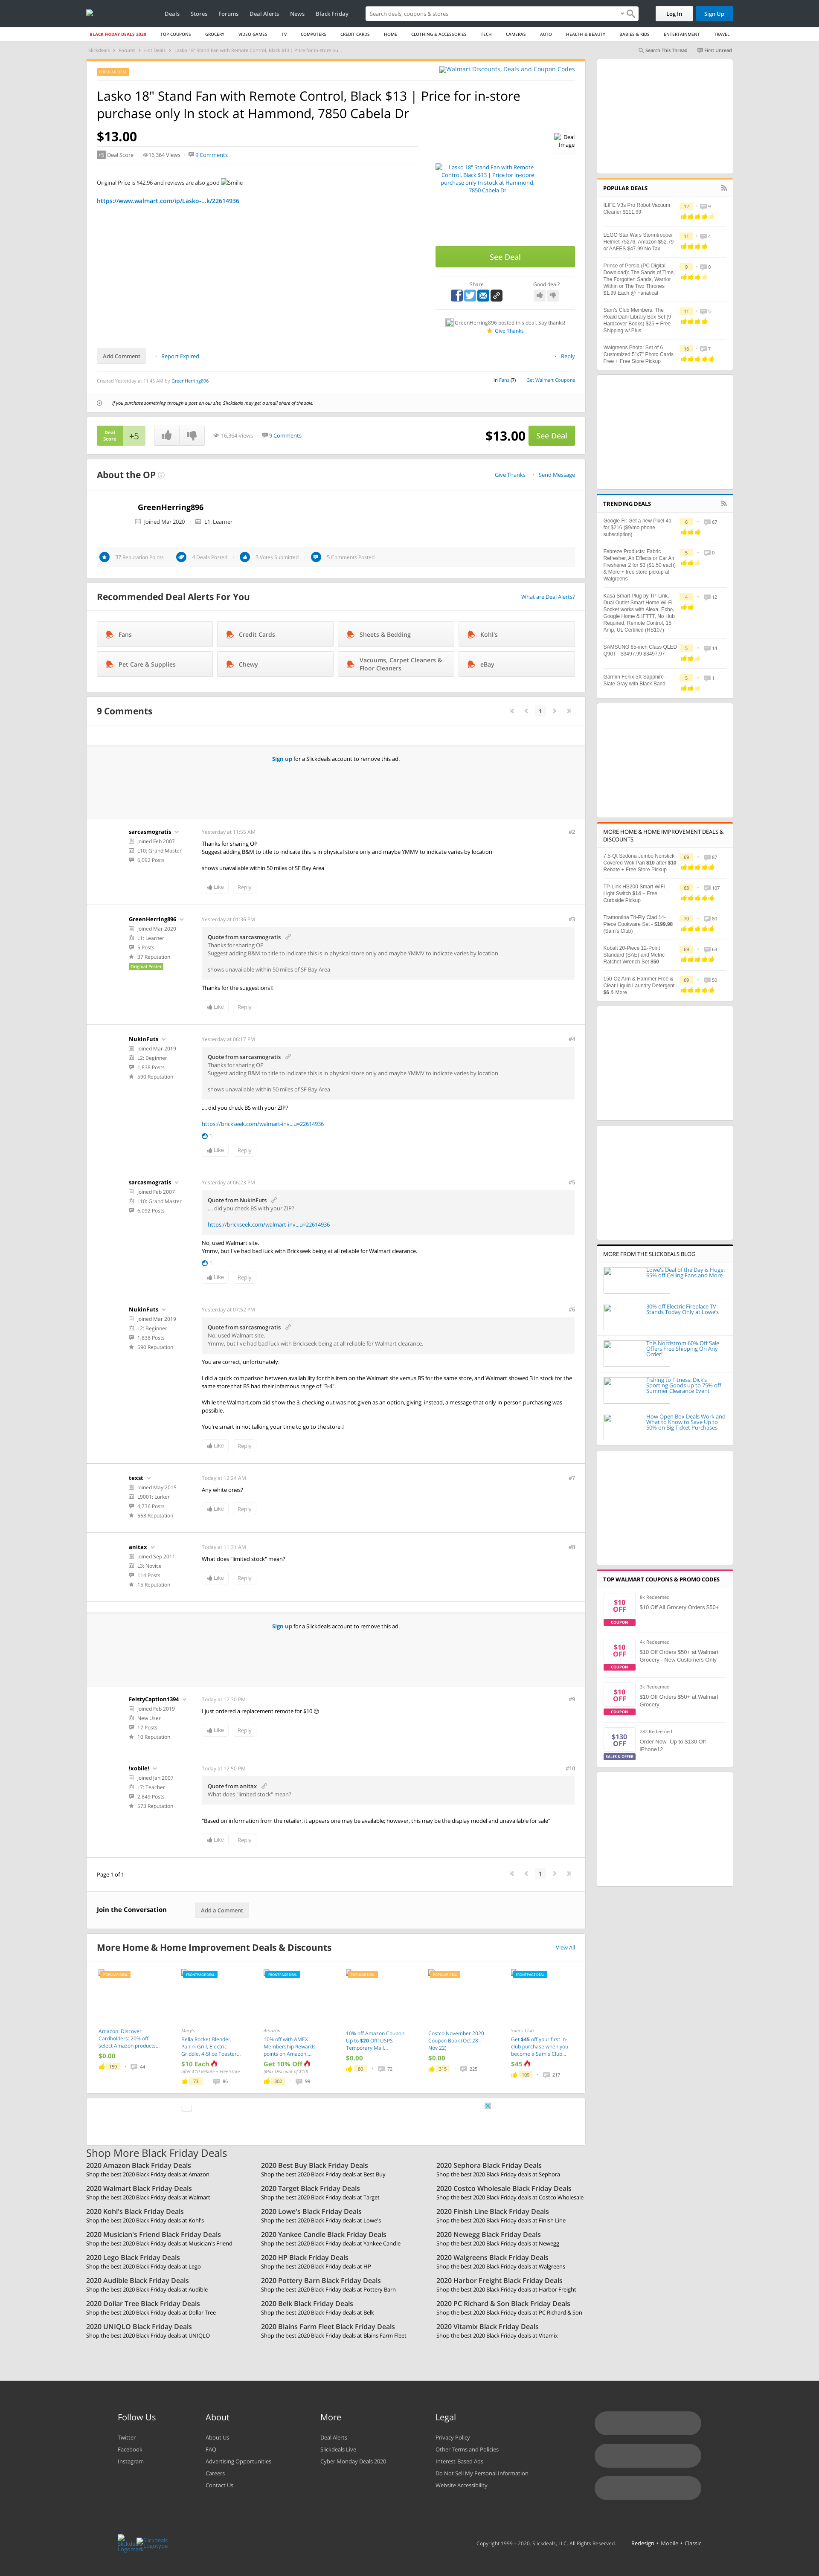 Deals
Stores
Forums
Deal Alerts
News
Black Friday
Search deals, coupons & stores
Log In
Sign Up
BLACK FRIDAY DEALS 2020
TOP COUPONS
GROCERY
VIDEO GAMES
TV
COMPUTERS
CREDIT CARDS
HOME
CLOTHING & ACCESSORIES
TECH
CAMERAS
AUTO
HEALTH & BEAUTY
BABIES & KIDS
ENTERTAINMENT
TRAVEL
Slickdeals > Forums > Hot Deals > Lasko 18" Stand Fan with Remote Control, Black $13 | Price for in-store pu...
Search This Thread
First Unread
POPULAR DEAL
Walmart Discounts, Deals and Coupon Codes
Lasko 18" Stand Fan with Remote Control, Black $13 | Price for in-store
purchase only In stock at Hammond, 7850 Cabela Dr
$13.00
Deal Image
+5 Deal Score
16,364 Views
9 Comments
Original Price is $42.96 and reviews are also good Smilie
https://www.walmart.com/ip/Lasko-...k/22614936
Lasko 18" Stand Fan with Remote Control, Black $13 | Price for in-store purchase only In stock at Hammond, 7850 Cabela Dr
See Deal
Share
Good deal?
GreenHerring896 posted this deal. Say thanks!
Give Thanks
Add Comment
Report Expired
Reply
Created Yesterday at 11:45 AM by GreenHerring896
in Fans (7)
Get Walmart Coupons
If you purchase something through a post on our site, Slickdeals may get a small share of the sale.
Deal Score
+5
16,364 Views
9 Comments
$13.00
See Deal
About the OP
Give Thanks
Send Message
GreenHerring896
Joined Mar 2020
L1: Learner
37 Reputation Points
4 Deals Posted
3 Votes Submitted
5 Comments Posted
Recommended Deal Alerts For You
What are Deal Alerts?
Fans
Credit Cards
Sheets & Bedding
Kohl's
Pet Care & Supplies
Chewy
Vacuums, Carpet Cleaners & Floor Cleaners
eBay
9 Comments
1
Sign up for a Slickdeals account to remove this ad.
sarcasmogratis
Joined Feb 2007
L10: Grand Master
6,092 Posts
Yesterday at 11:55 AM
#2
Thanks for sharing OP
Suggest adding B&M to title to indicate this is in physical store only and maybe YMMV to indicate varies by location
shows unavailable within 50 miles of SF Bay Area
Like
Reply
GreenHerring896
Joined Mar 2020
L1: Learner
5 Posts
37 Reputation
Original Poster
Yesterday at 01:36 PM
#3
Quote from sarcasmogratis
Thanks for sharing OP
Suggest adding B&M to title to indicate this is in physical store only and maybe YMMV to indicate varies by location
shows unavailable within 50 miles of SF Bay Area
Thanks for the suggestions
Like
Reply
NukinFuts
Joined Mar 2019
L2: Beginner
1,838 Posts
590 Reputation
Yesterday at 06:17 PM
#4
Quote from sarcasmogratis
Thanks for sharing OP
Suggest adding B&M to title to indicate this is in physical store only and maybe YMMV to indicate varies by location
shows unavailable within 50 miles of SF Bay Area
.... did you check BS with your ZIP?
https://brickseek.com/walmart-inv...u=22614936
1
Like
Reply
sarcasmogratis
Joined Feb 2007
L10: Grand Master
6,092 Posts
Yesterday at 06:23 PM
#5
Quote from NukinFuts
.... did you check BS with your ZIP?
https://brickseek.com/walmart-inv...u=22614936
No, used Walmart site.
Ymmv, but I've had bad luck with Brickseek being at all reliable for Walmart clearance.
1
Like
Reply
NukinFuts
Joined Mar 2019
L2: Beginner
1,838 Posts
590 Reputation
Yesterday at 07:52 PM
#6
Quote from sarcasmogratis
No, used Walmart site.
Ymmv, but I've had bad luck with Brickseek being at all reliable for Walmart clearance.
You are correct, unfortunately.
I did a quick comparison between availability for this item on the Walmart site versus BS for the same store, and Walmart showed 3 in stock for the same store that BS had their infamous range of "3-4".
While the Walmart.com did show the 3, checking-out was not given as an option, giving, instead, a message that only in-person purchasing was possible.
You're smart in not talking your time to go to the store
Like
Reply
texst
Joined May 2015
L9001: Lurker
4,736 Posts
563 Reputation
Today at 12:24 AM
#7
Any white ones?
Like
Reply
anitax
Joined Sep 2011
L3: Novice
114 Posts
15 Reputation
Today at 11:31 AM
#8
What does "limited stock" mean?
Like
Reply
Sign up for a Slickdeals account to remove this ad.
FeistyCaption1394
Joined Feb 2019
New User
17 Posts
10 Reputation
Today at 12:30 PM
#9
I just ordered a replacement remote for $10
Like
Reply
!xobile!
Joined Jan 2007
L7: Teacher
2,849 Posts
573 Reputation
Today at 12:50 PM
#10
Quote from anitax
What does "limited stock" mean?
"Based on information from the retailer, it appears one may be available; however, this may be the display model and unavailable for sale"
Like
Reply
Page 1 of 1
1
Join the Conversation
Add a Comment
More Home & Home Improvement Deals & Discounts
View All
POPULAR DEAL
Amazon: Discover Cardholders: 20% off select Amazon products...
$0.00
159
44
FRONTPAGE DEAL
Macy's
Bella Rocket Blender, Panini Grill, Electric Griddle, 4-Slice Toaster...
$10 Each
after $10 Rebate + Free Store
73
86
FRONTPAGE DEAL
Amazon
10% off with AMEX Membership Rewards points on Amazon...
Get 10% Off
(Max Discount of $10)
302
99
POPULAR DEAL
10% off Amazon Coupon Up to $20 Off! USPS Temporary Mail...
$0.00
80
72
POPULAR DEAL
Costco November 2020 Coupon Book (Oct 28 - Nov 22)
$0.00
315
225
FRONTPAGE DEAL
Sam's Club
Get $45 off your first in-club purchase when you become a Sam's Club...
$45
109
217
Shop More Black Friday Deals
2020 Amazon Black Friday Deals
Shop the best 2020 Black Friday deals at Amazon
2020 Best Buy Black Friday Deals
Shop the best 2020 Black Friday deals at Best Buy
2020 Sephora Black Friday Deals
Shop the best 2020 Black Friday deals at Sephora
2020 Walmart Black Friday Deals
Shop the best 2020 Black Friday deals at Walmart
2020 Target Black Friday Deals
Shop the best 2020 Black Friday deals at Target
2020 Costco Wholesale Black Friday Deals
Shop the best 2020 Black Friday deals at Costco Wholesale
2020 Kohl's Black Friday Deals
Shop the best 2020 Black Friday deals at Kohl's
2020 Lowe's Black Friday Deals
Shop the best 2020 Black Friday deals at Lowe's
2020 Finish Line Black Friday Deals
Shop the best 2020 Black Friday deals at Finish Line
2020 Musician's Friend Black Friday Deals
Shop the best 2020 Black Friday deals at Musician's Friend
2020 Yankee Candle Black Friday Deals
Shop the best 2020 Black Friday deals at Yankee Candle
2020 Newegg Black Friday Deals
Shop the best 2020 Black Friday deals at Newegg
2020 Lego Black Friday Deals
Shop the best 2020 Black Friday deals at Lego
2020 HP Black Friday Deals
Shop the best 2020 Black Friday deals at HP
2020 Walgreens Black Friday Deals
Shop the best 2020 Black Friday deals at Walgreens
2020 Audible Black Friday Deals
Shop the best 2020 Black Friday deals at Audible
2020 Pottery Barn Black Friday Deals
Shop the best 2020 Black Friday deals at Pottery Barn
2020 Harbor Freight Black Friday Deals
Shop the best 2020 Black Friday deals at Harbor Freight
2020 Dollar Tree Black Friday Deals
Shop the best 2020 Black Friday deals at Dollar Tree
2020 Belk Black Friday Deals
Shop the best 2020 Black Friday deals at Belk
2020 PC Richard & Son Black Friday Deals
Shop the best 2020 Black Friday deals at PC Richard & Son
2020 UNIQLO Black Friday Deals
Shop the best 2020 Black Friday deals at UNIQLO
2020 Blains Farm Fleet Black Friday Deals
Shop the best 2020 Black Friday deals at Blains Farm Fleet
2020 Vitamix Black Friday Deals
Shop the best 2020 Black Friday deals at Vitamix
POPULAR DEALS
ILIFE V3s Pro Robot Vacuum Cleaner $111.99
12
9
LEGO Star Wars Stormtrooper Helmet 75276, Amazon $52.79 or AAFES $47.99 No Tax
11
4
Prince of Persia (PC Digital Download): The Sands of Time, The Forgotten Sands, Warrior Within or The Two Thrones $1.99 Each @ Fanatical
9
0
Sam's Club Members: The Roald Dahl Library Box Set (9 Hardcover Books) $25 + Free Shipping w/ Plus
11
5
Walgreens Photo: Set of 6 Customized 5"x7" Photo Cards Free + Free Store Pickup
16
7
TRENDING DEALS
Google Fi: Get a new Pixel 4a for $216 ($9/mo phone subscription)
6
67
Febreze Products: Fabric Refresher, Air Effects or Car Air Freshener 2 for $3 ($1.50 each) & More + free store pickup at Walgreens
5
0
Kasa Smart Plug by TP-Link, Dual Outlet Smart Home Wi-Fi Socket works with Alexa, Echo, Google Home & IFTTT, No Hub Required, Remote Control, 15 Amp, UL Certified (HS107)
4
12
SAMSUNG 85-inch Class QLED Q90T - $3497.99 $3497.97
5
14
Garmin Fenix 5X Sapphire - Slate Gray with Black Band
5
1
MORE HOME & HOME IMPROVEMENT DEALS & DISCOUNTS
7.5-Qt Sedona Jumbo Nonstick Covered Wok Pan $10 after $10 Rebate + Free Store Pickup
69
87
TP-Link HS200 Smart WiFi Light Switch $14 + Free Curbside Pickup
63
107
Tramontina Tri-Ply Clad 14-Piece Cookware Set - $199.98 (Sam's Club)
70
80
Kobalt 20-Piece 12-Point Standard (SAE) and Metric Ratchet Wrench Set $50
69
63
150-Oz Arm & Hammer Free & Clear Liquid Laundry Detergent $6 & More
69
50
MORE FROM THE SLICKDEALS BLOG
Lowe's Deal of the Day is Huge: 65% off Ceiling Fans and More
30% off Electric Fireplace TV Stands Today Only at Lowe's
This Nordstrom 60% Off Sale Offers Free Shipping On Any Order!
Fishing to Fitness: Dick's Sporting Goods up to 75% off Summer Clearance Event
How Open Box Deals Work and What to Know to Save Up to 50% on Big Ticket Purchases
TOP WALMART COUPONS & PROMO CODES
$10 OFF
COUPON
8k Redeemed
$10 Off All Grocery Orders $50+
$10 OFF
COUPON
4k Redeemed
$10 Off Orders $50+ at Walmart Grocery - New Customers Only
$10 OFF
COUPON
3k Redeemed
$10 Off Orders $50+ at Walmart Grocery
$130 OFF
SALES & OFFER
282 Redeemed
Order Now- Up to $130 Off iPhone12
Follow Us
Twitter
Facebook
Instagram
About
About Us
FAQ
Advertising Opportunities
Careers
Contact Us
More
Deal Alerts
Slickdeals Live
Cyber Monday Deals 2020
Legal
Privacy Policy
Other Terms and Policies
Interest-Based Ads
Do Not Sell My Personal Information
Website Accessibility
Slickdeals Logomark
Slickdeals Logotype
Copyright 1999 - 2020. Slickdeals, LLC. All Rights Reserved.
Redesign • Mobile • Classic